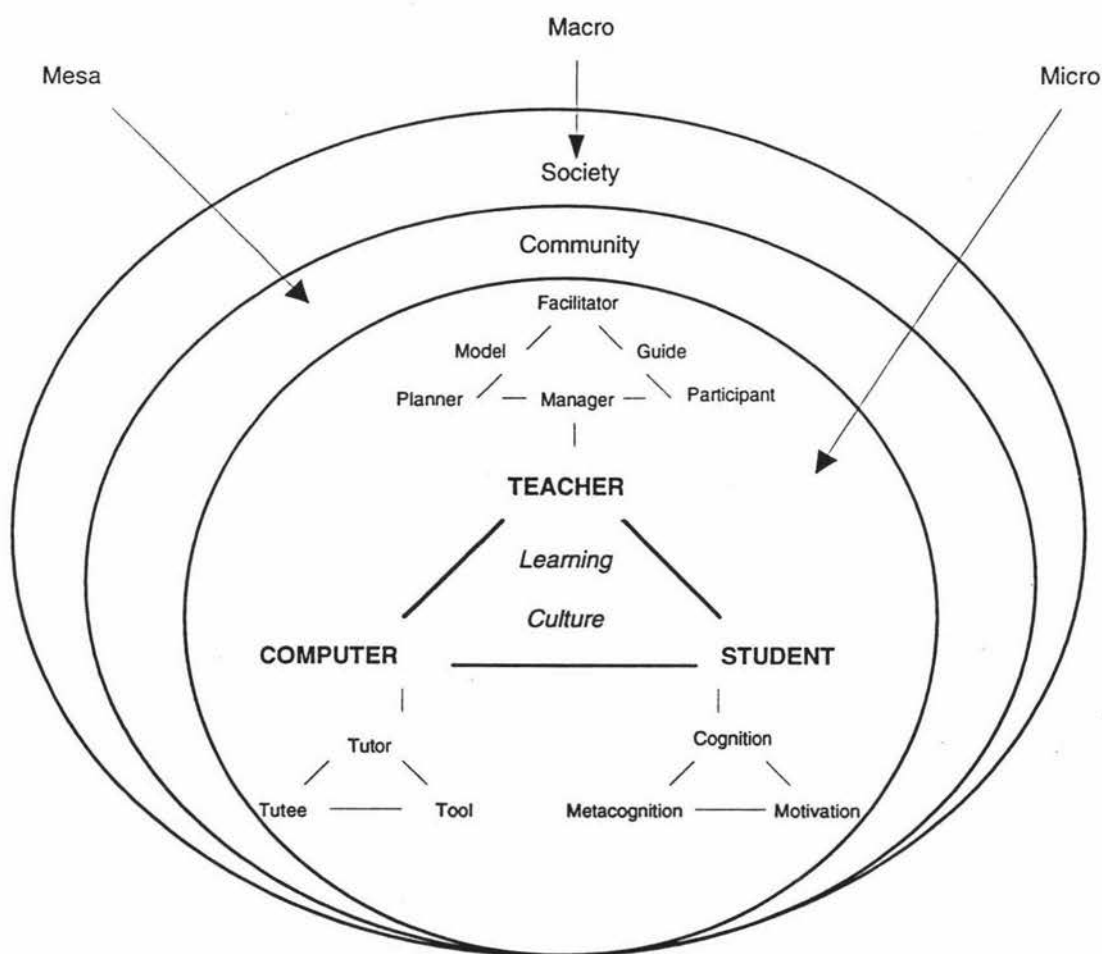 Macro
Mesa
Micro
Society
Community
Facilitator
Model
Guide
Planner
Manager
Participant
TEACHER
Learning
Culture
COMPUTER
STUDENT
Tutor
Cognition
Tutee
Tool
Metacognition
Motivation